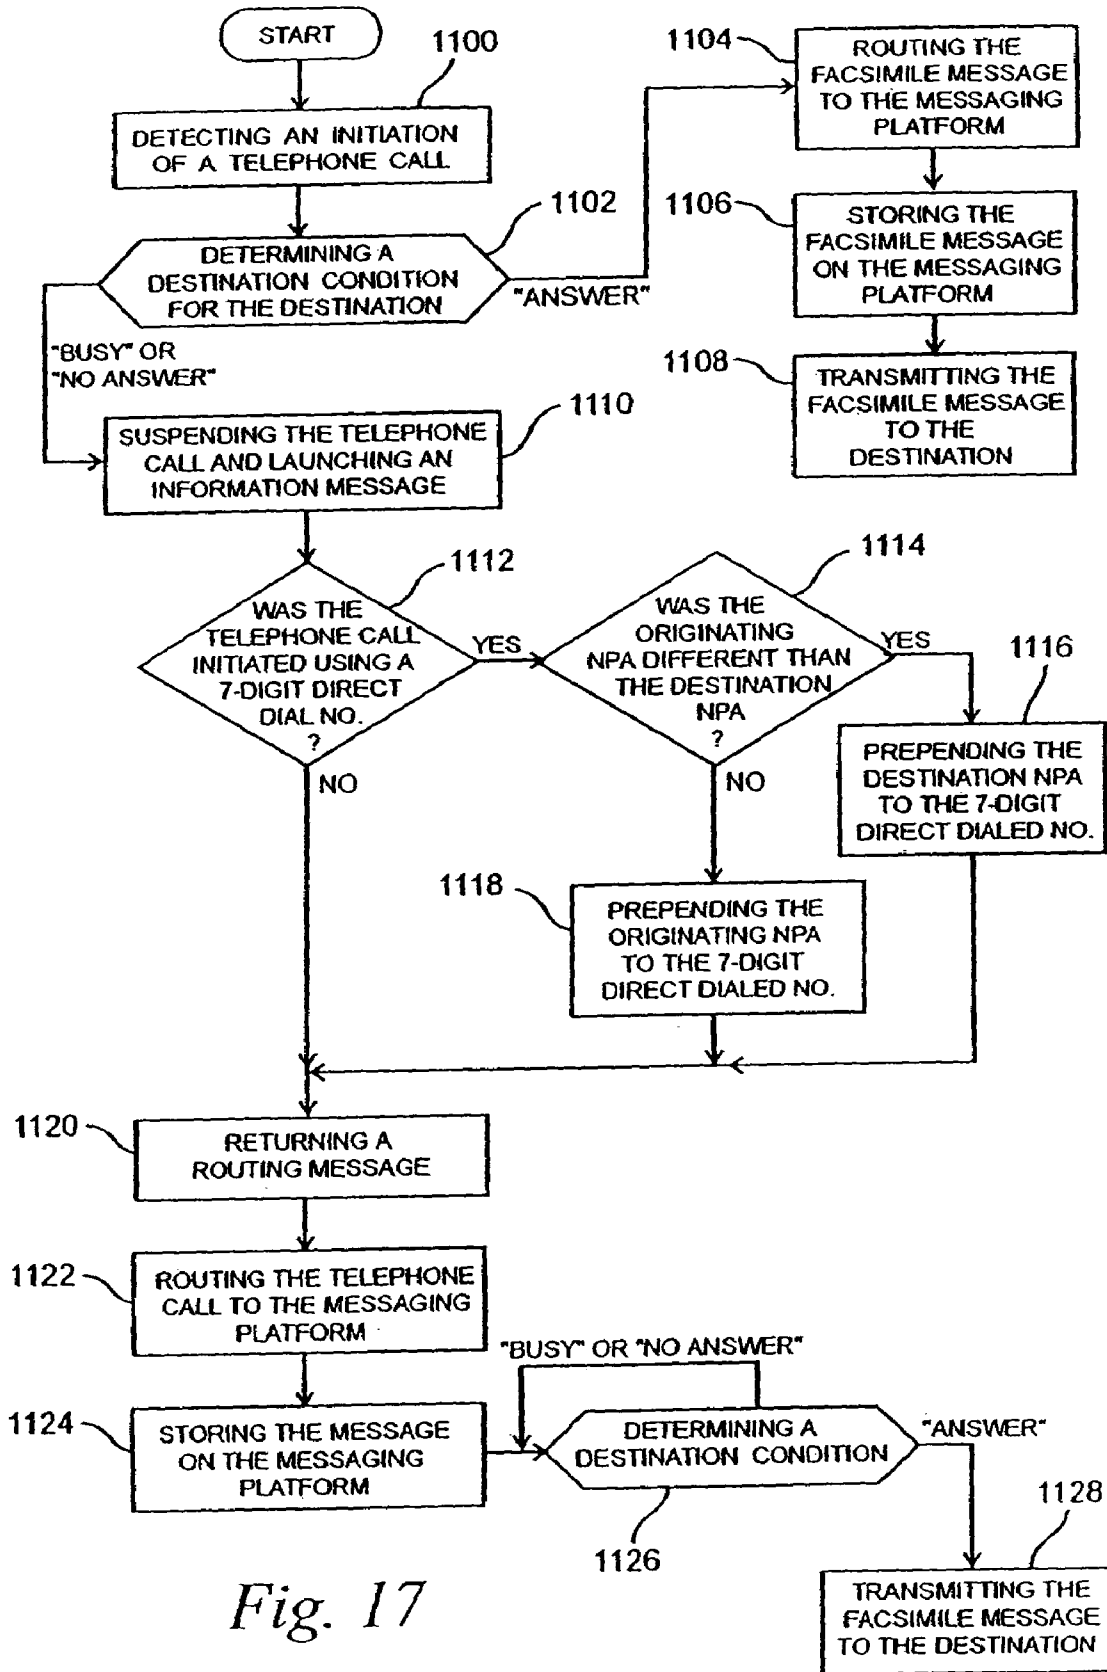 START
1100
DETECTING AN INITIATION
OF A TELEPHONE CALL
1102
DETERMINING A
DESTINATION CONDITION
FOR THE DESTINATION
"ANSWER"
1104
ROUTING THE
FACSIMILE MESSAGE
TO THE MESSAGING
PLATFORM
1106
STORING THE
FACSIMILE MESSAGE
ON THE MESSAGING
PLATFORM
1108
TRANSMITTING THE
FACSIMILE MESSAGE
TO THE
DESTINATION
"BUSY" OR
"NO ANSWER"
1110
SUSPENDING THE TELEPHONE
CALL AND LAUNCHING AN
INFORMATION MESSAGE
1112
WAS THE
TELEPHONE CALL
INITIATED USING A
7-DIGIT DIRECT
DIAL NO.
?
YES
NO
1114
WAS THE
ORIGINATING
NPA DIFFERENT THAN
THE DESTINATION
NPA
?
YES
NO
1116
PREPENDING THE
DESTINATION NPA
TO THE 7-DIGIT
DIRECT DIALED NO.
1118
PREPENDING THE
ORIGINATING NPA
TO THE 7-DIGIT
DIRECT DIALED NO.
1120
RETURNING A
ROUTING MESSAGE
1122
ROUTING THE TELEPHONE
CALL TO THE MESSAGING
PLATFORM
1124
STORING THE MESSAGE
ON THE MESSAGING
PLATFORM
"BUSY" OR "NO ANSWER"
DETERMINING A
DESTINATION CONDITION
1126
"ANSWER"
1128
TRANSMITTING THE
FACSIMILE MESSAGE
TO THE DESTINATION
Fig. 17